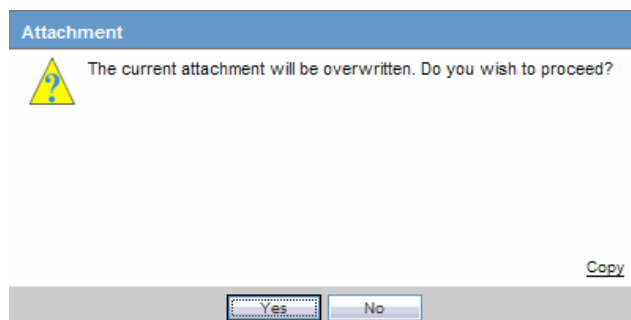 Attachment
The current attachment will be overwritten. Do you wish to proceed?
?
Copy
Yes No